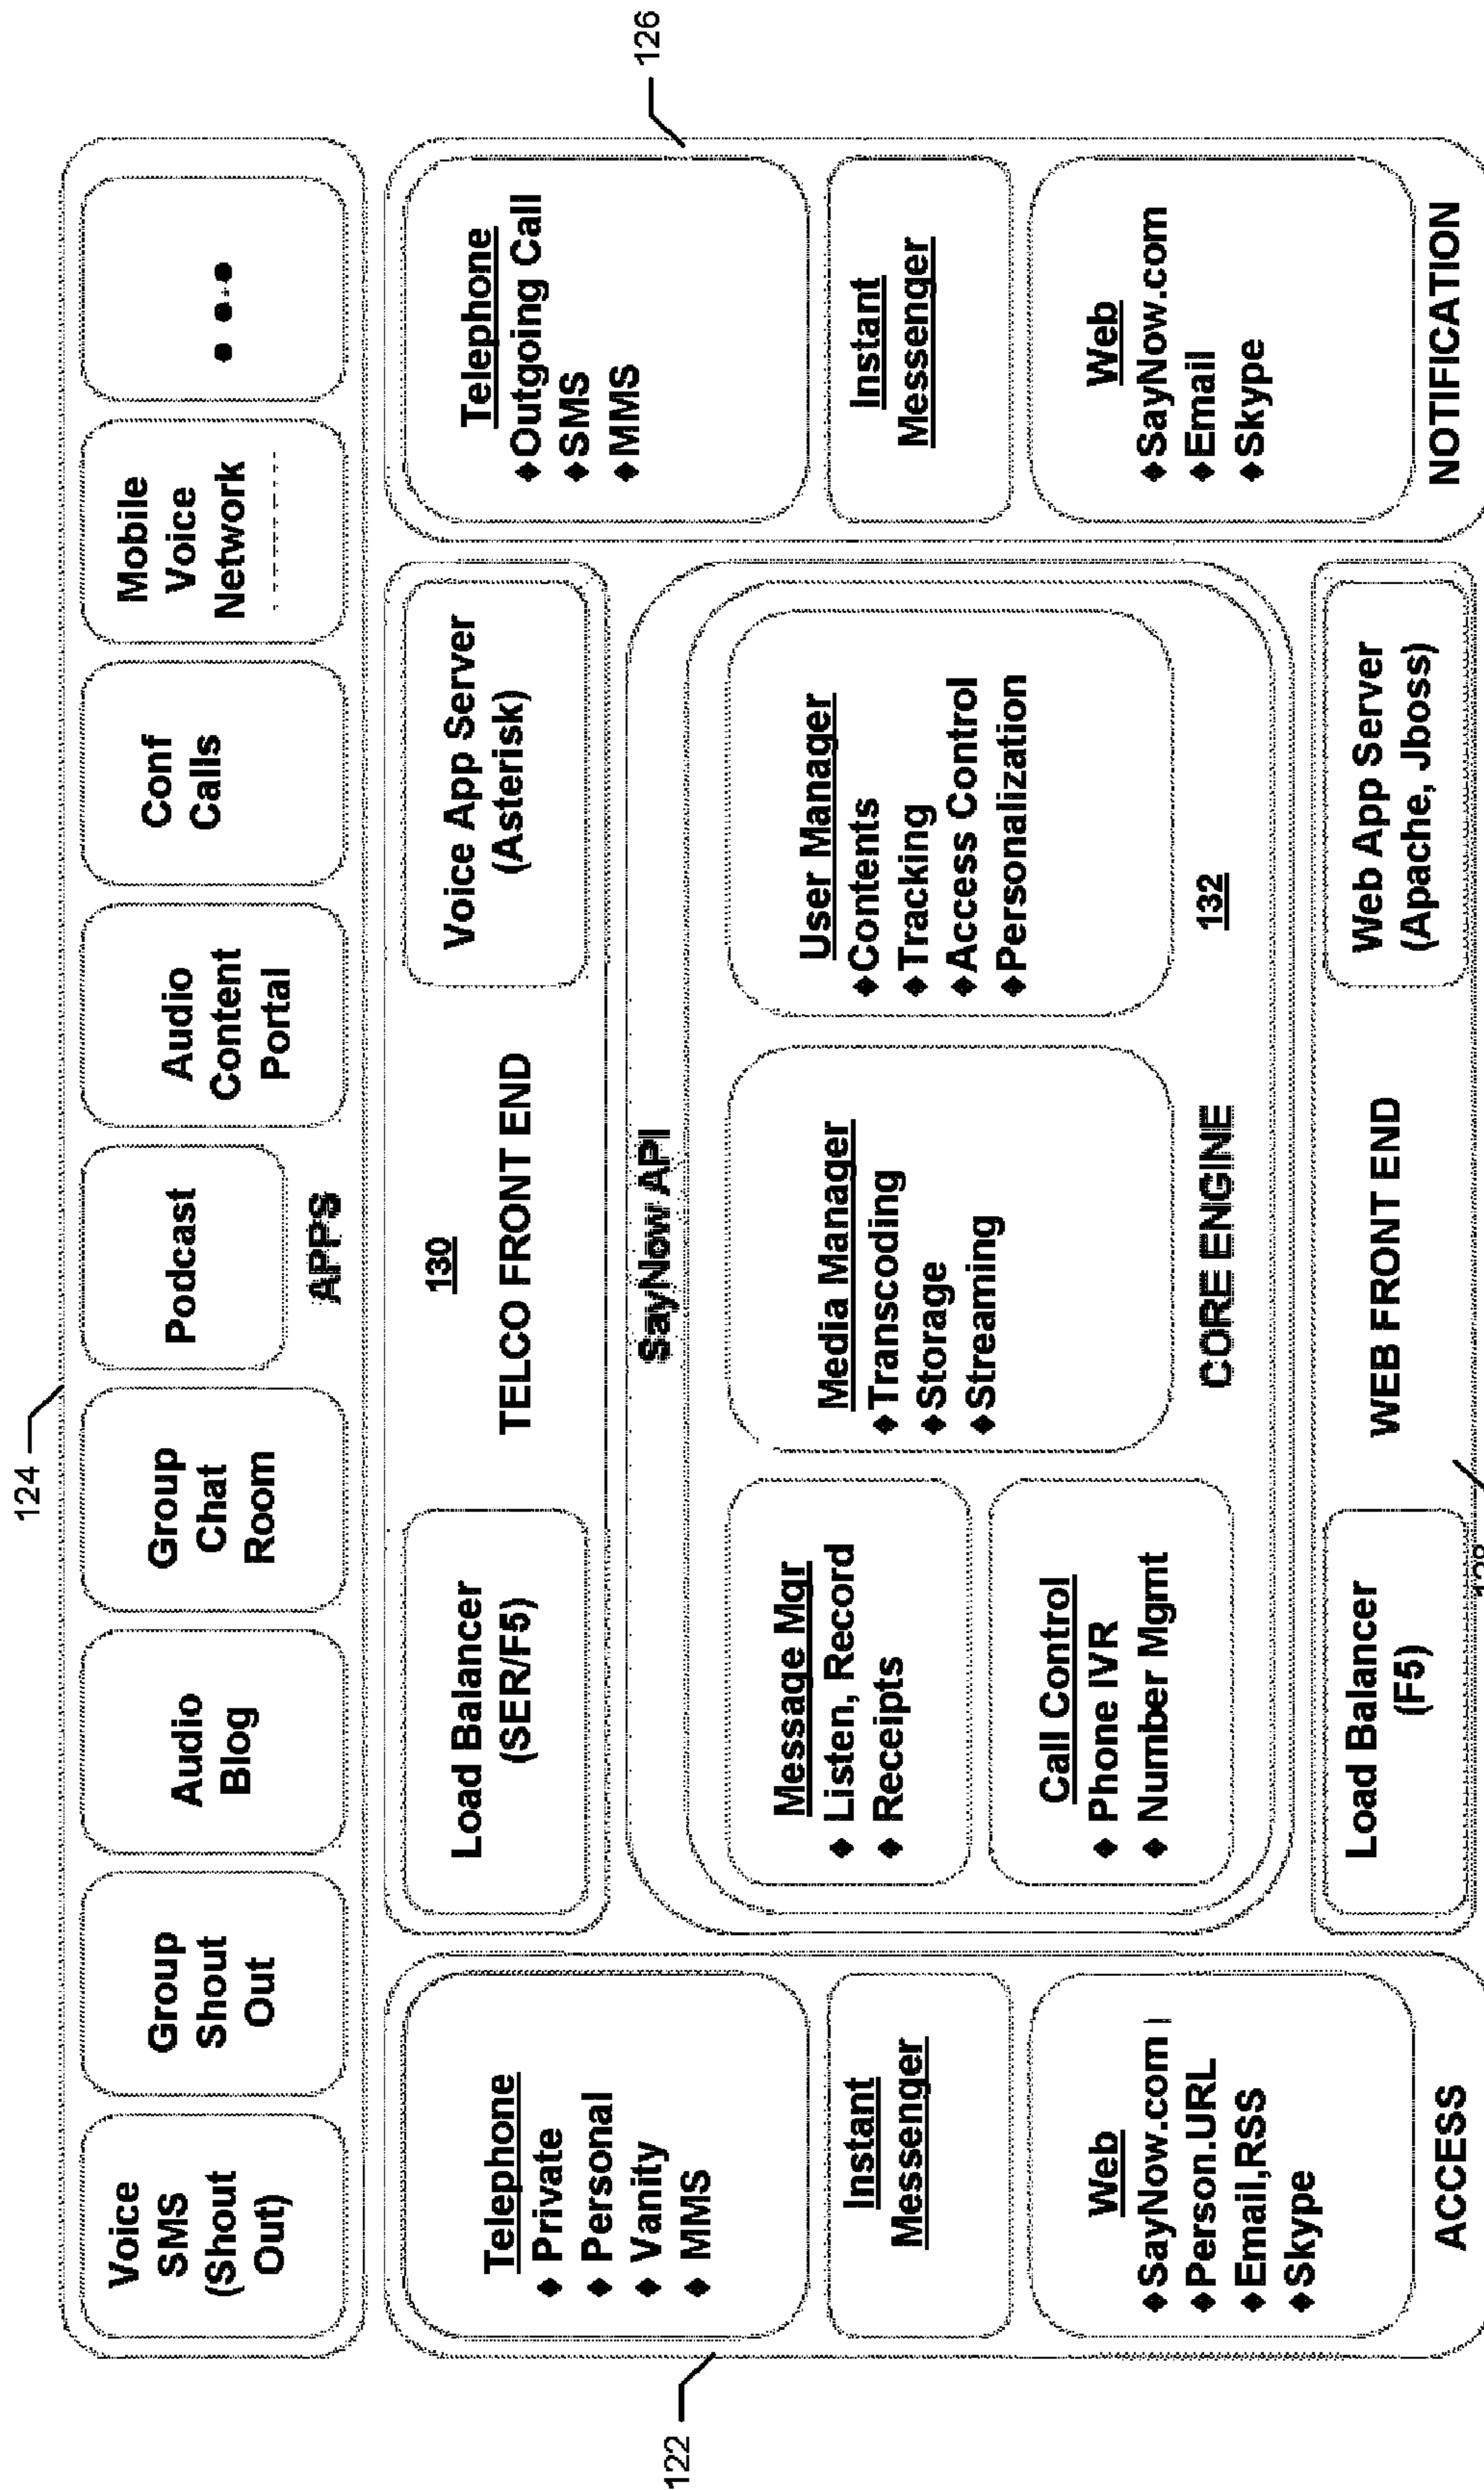 124
Voice
SMS
(Shout
Out)
Group
Shout
Out
Audio
Blog
Group
Chat
Room
Podcast
Audio
Content
Portal
Conf
Calls
Mobile
Voice
Network
• • •
APPS
122
Telephone
♦ Private
♦ Personal
♦ Vanity
♦ MMS
Instant
Messenger
Web
♦SayNow.com
♦Person.URL
♦Email,RSS
♦Skype
ACCESS
Load Balancer
(SER/F5)
130
TELCO FRONT END
Voice App Server
(Asterisk)
SayNow API
Message Mgr
♦ Listen, Record
♦ Receipts
Call Control
♦ Phone IVR
♦ Number Mgmt
Media Manager
♦Transcoding
♦Storage
♦Streaming
User Manager
♦Contents
♦Tracking
♦Access Control
♦Personalization
CORE ENGINE
132
Load Balancer
(F5)
WEB FRONT END
Web App Server
(Apache, Jboss)
126
Telephone
♦Outgoing Call
♦SMS
♦MMS
Instant
Messenger
Web
♦SayNow.com
♦Email
♦Skype
NOTIFICATION